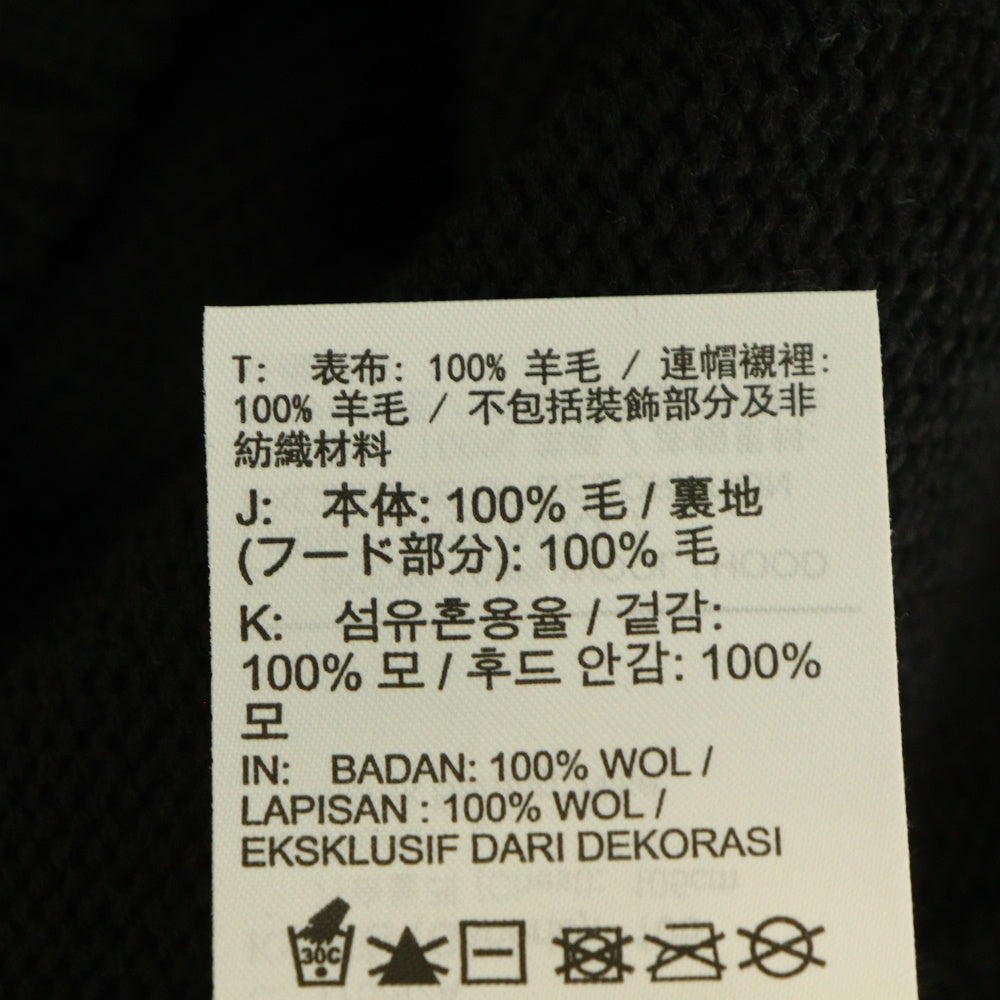 T: 表布: 100% 羊毛 / 連帽襯裡:
100% 羊毛 / 不包括裝飾部分及非
紡織材料
J: 本体: 100% 毛 / 裏地
(フード部分): 100% 毛
K: 섬유혼용율 / 겉감:
100% 모 / 후드 안감: 100%
모
IN: BADAN: 100% WOL /
LAPISAN : 100% WOL /
EKSKLUSIF DARI DEKORASI
30C